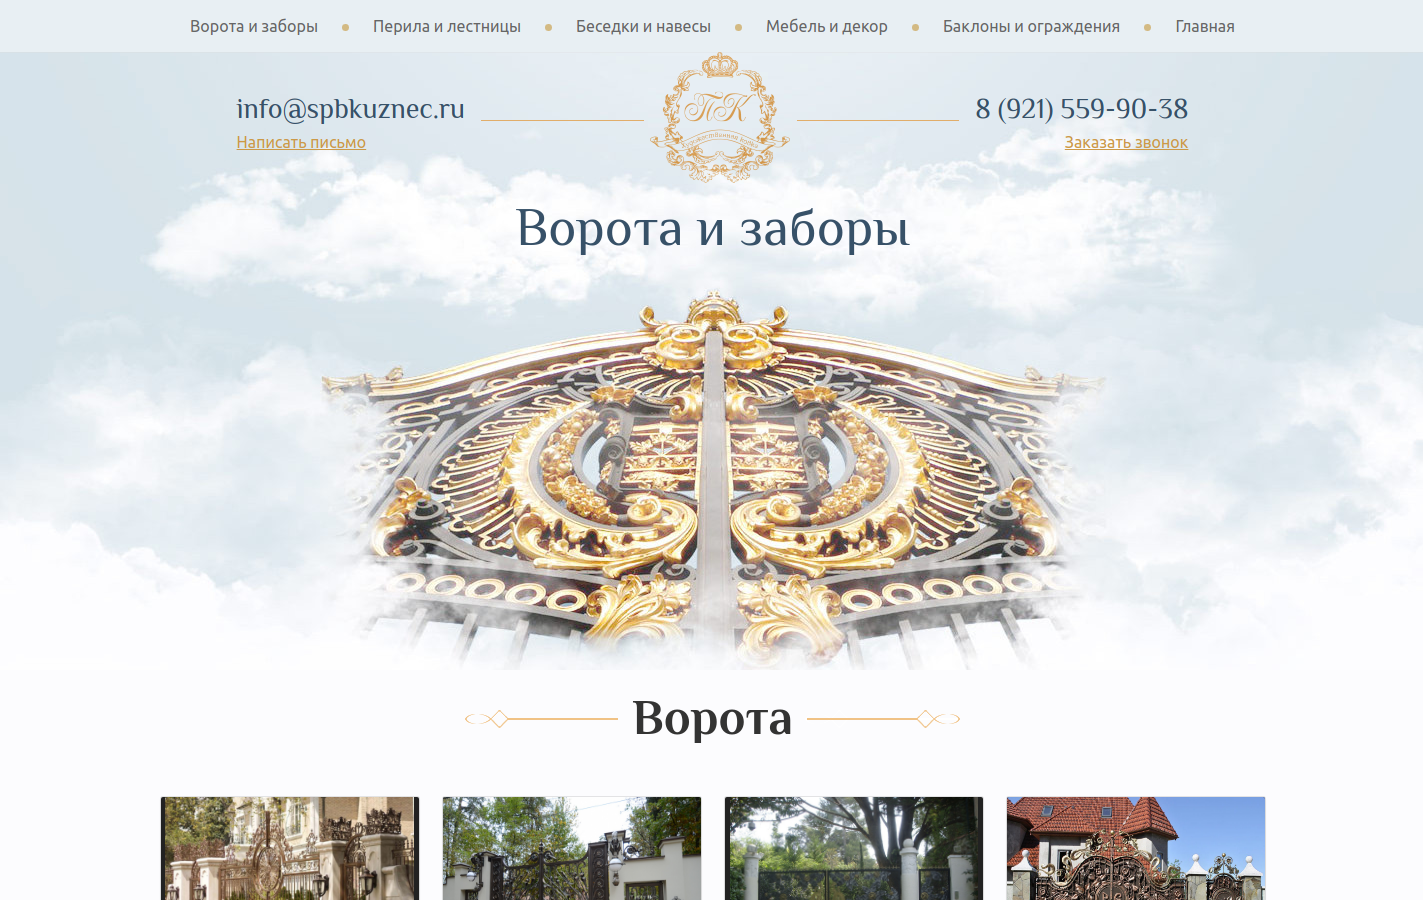 Ворота и заборы
Перила и лестницы
Беседки и навесы
Мебель и декор
Баклоны и ограждения
Главная
info@spbkuznec.ru
Написать письмо
ПК
8 (921) 559-90-38
Заказать звонок
Ворота и заборы
Ворота